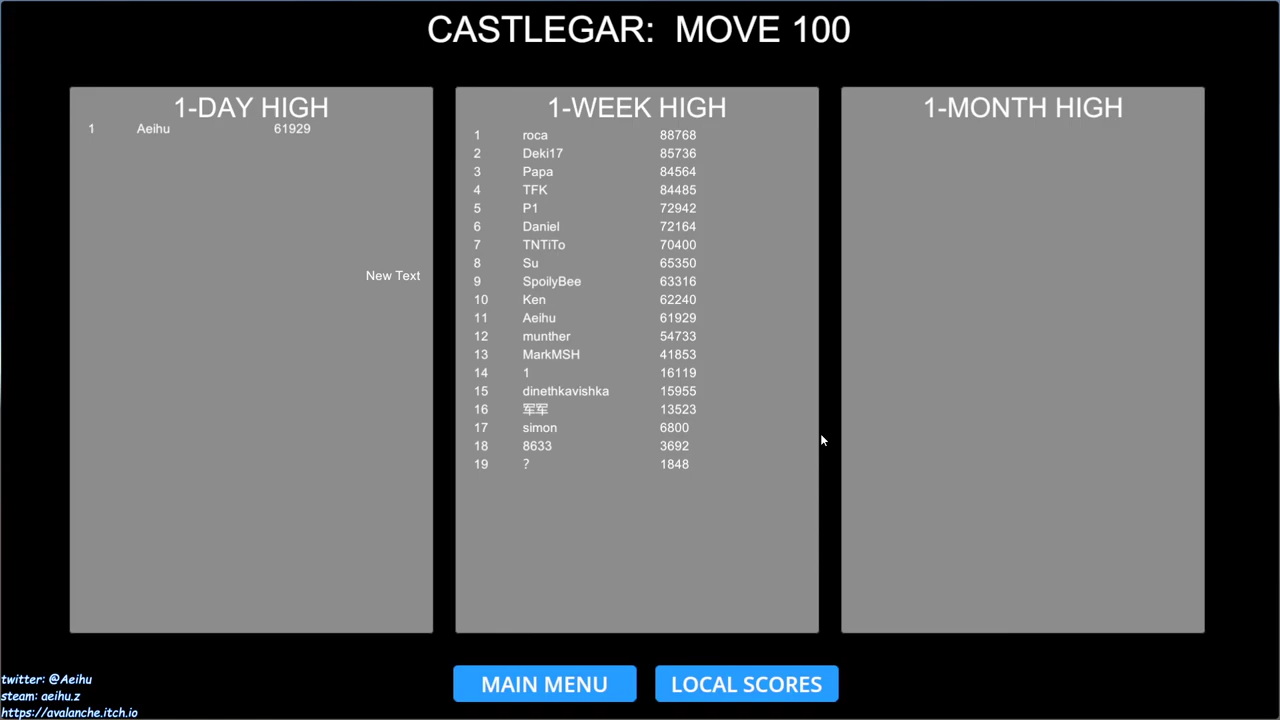 CASTLEGAR: MOVE 100
1-DAY HIGH
1 Aeihu 61929
New Text
1-WEEK HIGH
1 roca 88768
2 Deki17 85736
3 Papa 84564
4 TFK 84485
5 P1 72942
6 Daniel 72164
7 TNTiTo 70400
8 Su 65350
9 SpoilyBee 63316
10 Ken 62240
11 Aeihu 61929
12 munther 54733
13 MarkMSH 41853
14 1 16119
15 dinethkavishka 15955
16 军军 13523
17 simon 6800
18 8633 3692
19 ? 1848
1-MONTH HIGH
MAIN MENU
LOCAL SCORES
twitter: @Aeihu
steam: aeihu.z
https://avalanche.itch.io